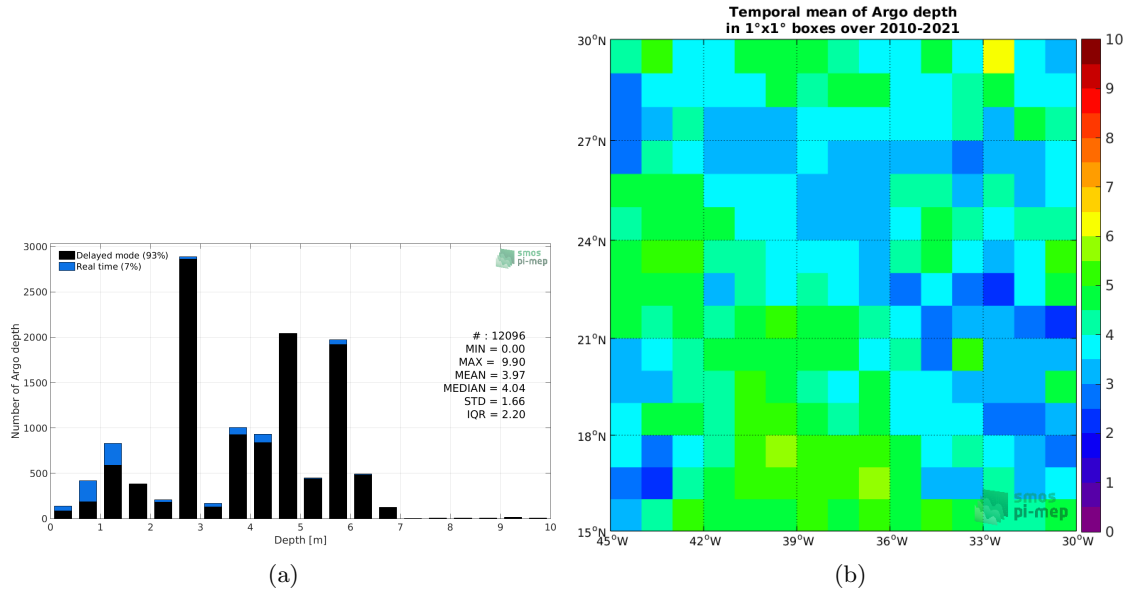 3000
2500
2000
1500
1000
500
0
Number of Argo depth
Delayed mode (93%)
Real time (7%)
smos
pi-mep
# : 12096
MIN = 0.00
MAX = 9.90
MEAN = 3.97
MEDIAN = 4.04
STD = 1.66
IQR = 2.20
0 1 2 3 4 5 6 7 8 9 10
Depth [m]
(a)
Temporal mean of Argo depth
in 1°x1° boxes over 2010-2021
30°N
27°N
24°N
21°N
18°N
15°N
45°W 42°W 39°W 36°W 33°W 30°W
smos
pi-mep
10
9
8
7
6
5
4
3
2
1
0
(b)